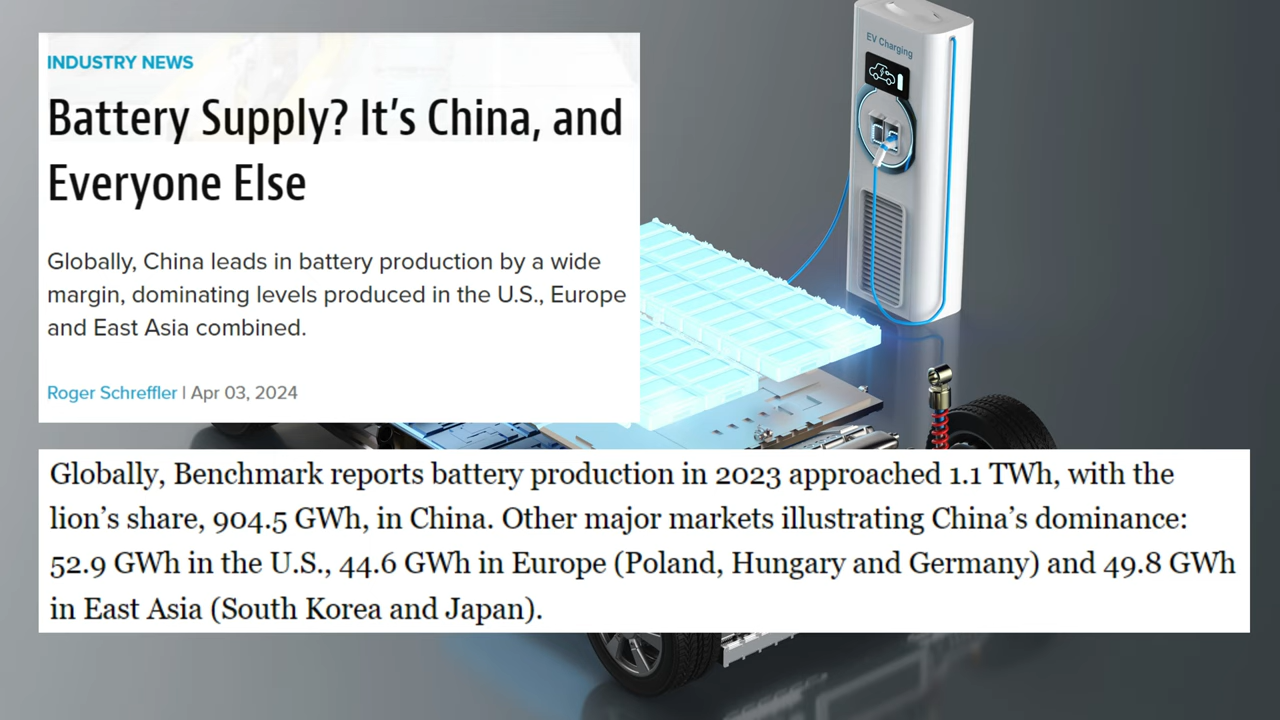 INDUSTRY NEWS
Battery Supply? It’s China, and
Everyone Else
Globally, China leads in battery production by a wide
margin, dominating levels produced in the U.S., Europe
and East Asia combined.
Roger Schreffler | Apr 03, 2024
EV Charging
Globally, Benchmark reports battery production in 2023 approached 1.1 TWh, with the
lion’s share, 904.5 GWh, in China. Other major markets illustrating China’s dominance:
52.9 GWh in the U.S., 44.6 GWh in Europe (Poland, Hungary and Germany) and 49.8 GWh
in East Asia (South Korea and Japan).